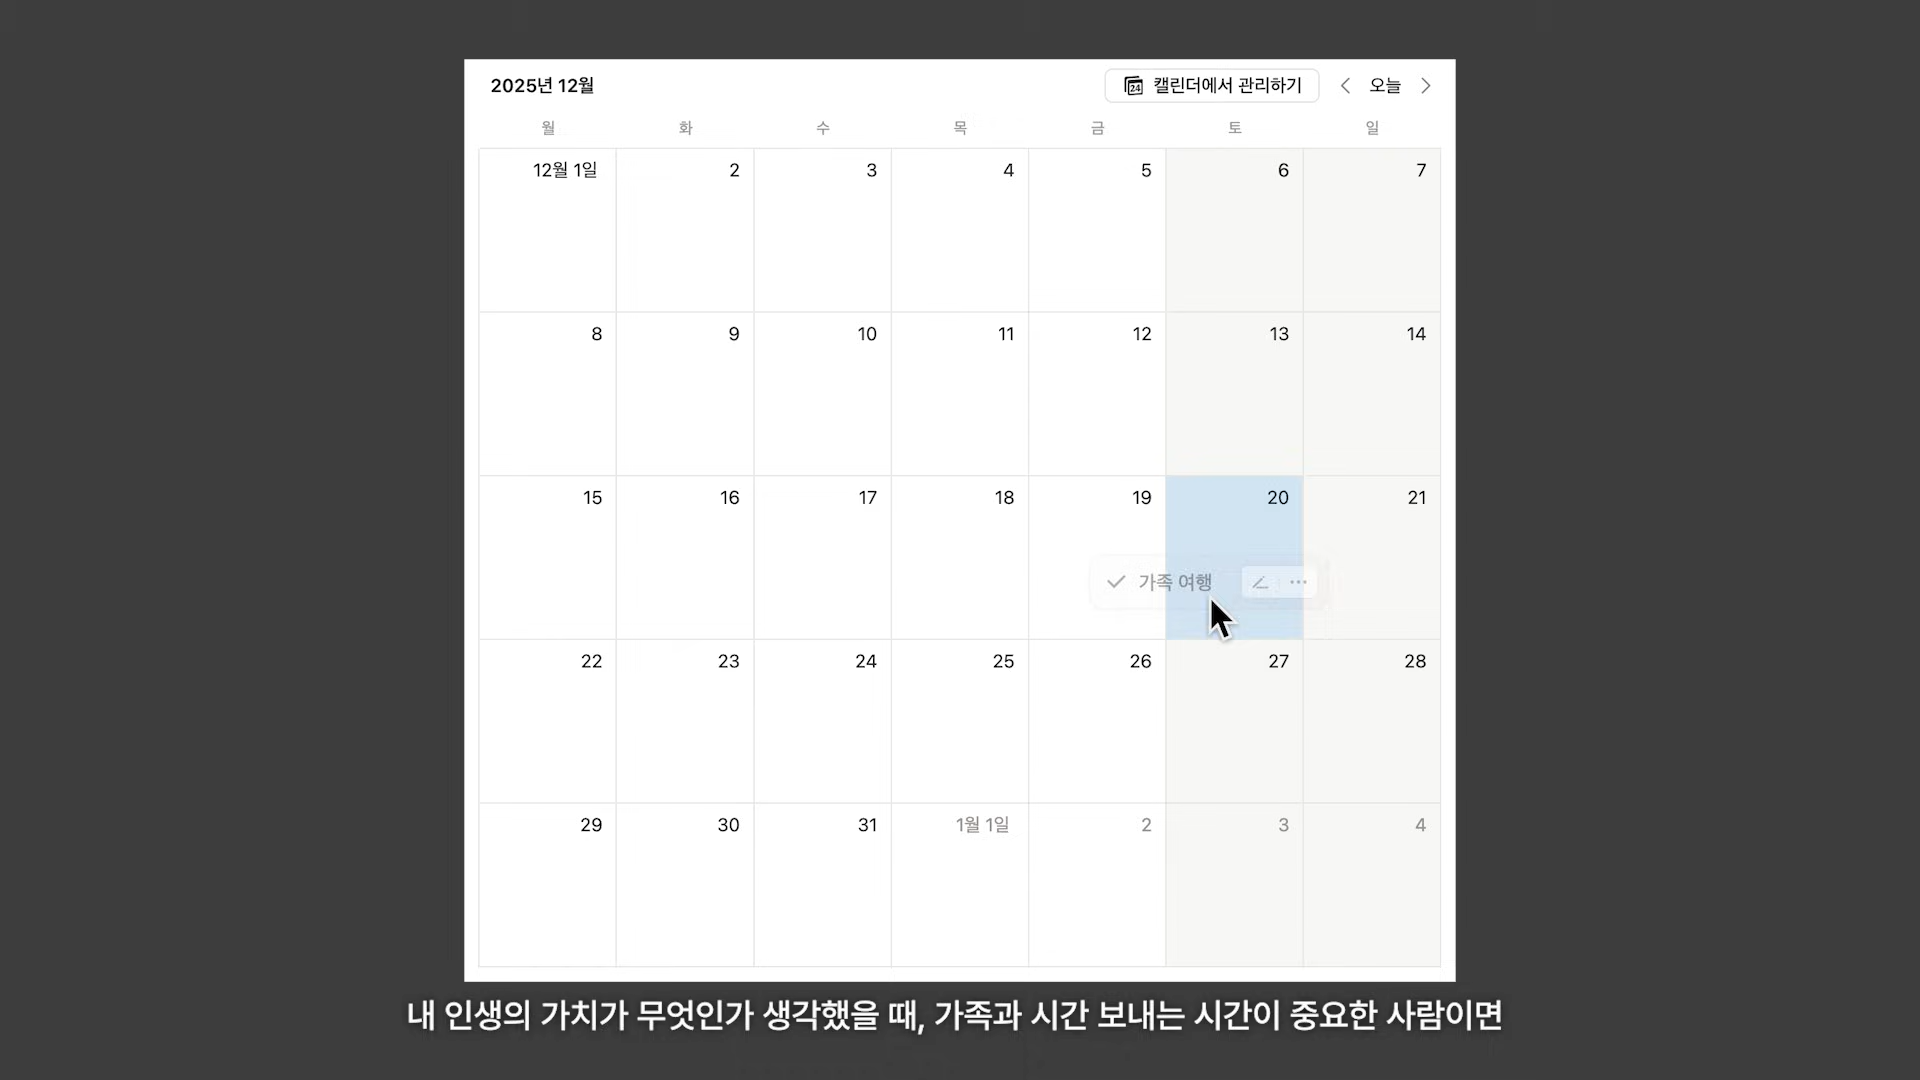 2025년 12월
24 캘린더에서 관리하기
오늘
월 화 수 목 금 토 일
12월 1일 2 3 4 5 6 7
8 9 10 11 12 13 14
15 16 17 18 19 20 21
가족 여행
22 23 24 25 26 27 28
29 30 31 1월 1일 2 3 4
내 인생의 가치가 무엇인가 생각했을 때, 가족과 시간 보내는 시간이 중요한 사람이면